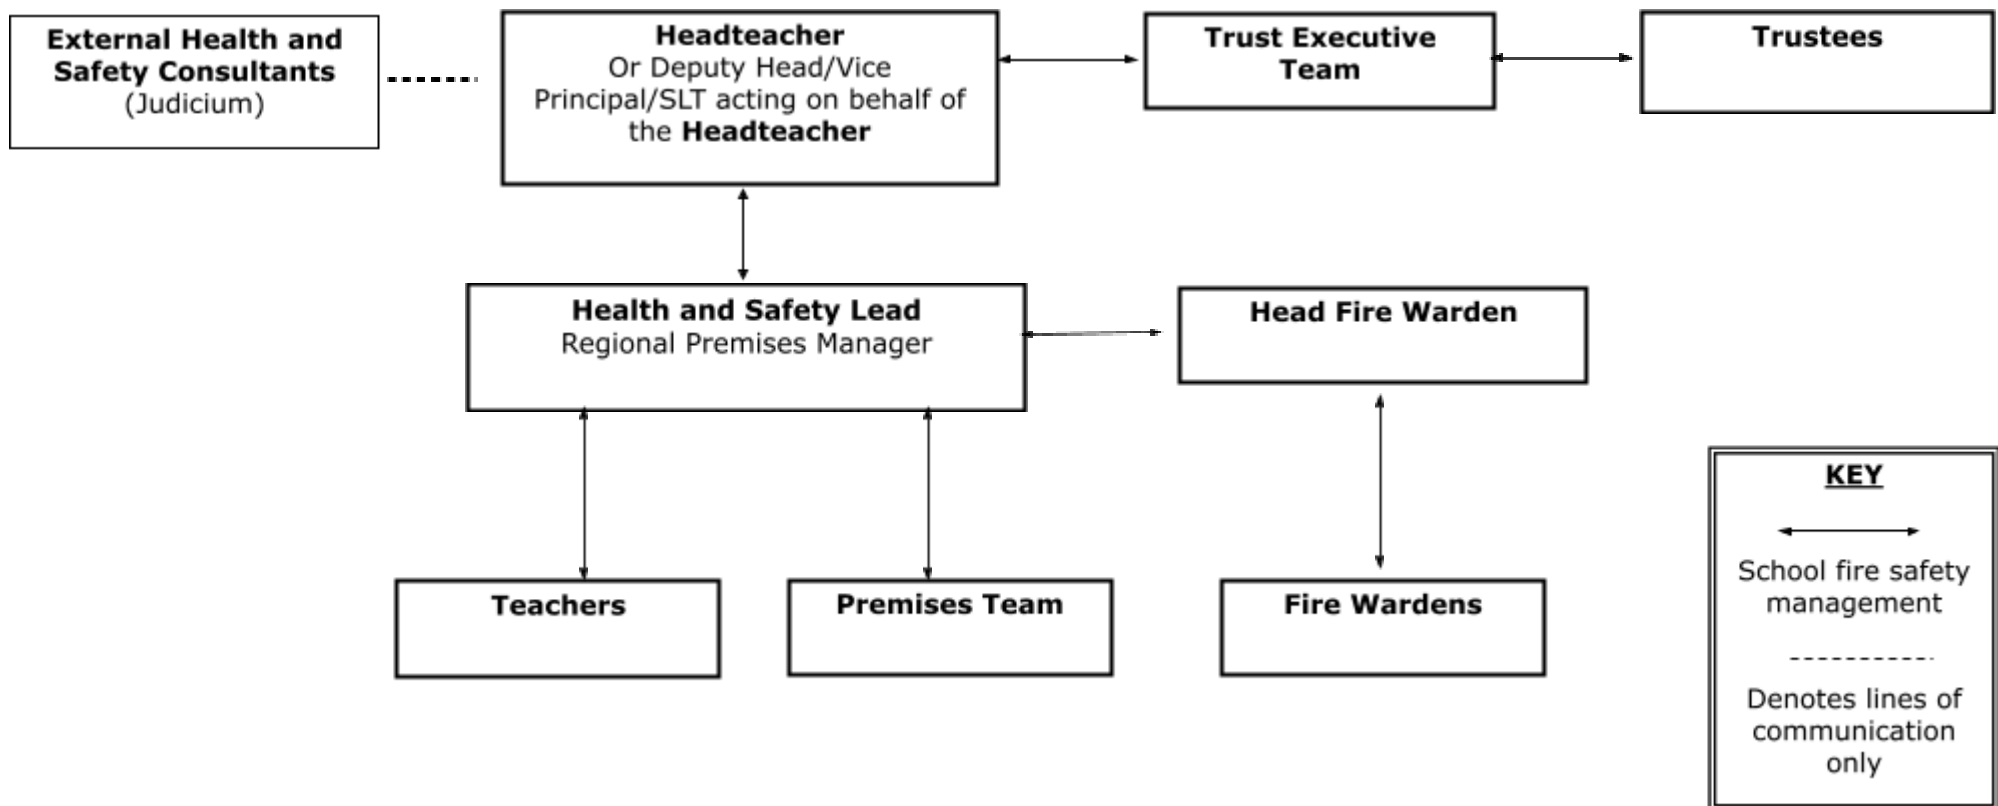 External Health and
Safety Consultants
(Judicium)
Headteacher
Or Deputy Head/Vice
Principal/SLT acting on behalf of
the Headteacher
Trust Executive
Team
Trustees
Health and Safety Lead
Regional Premises Manager
Head Fire Warden
Teachers
Premises Team
Fire Wardens
KEY
School fire safety
management
Denotes lines of
communication
only